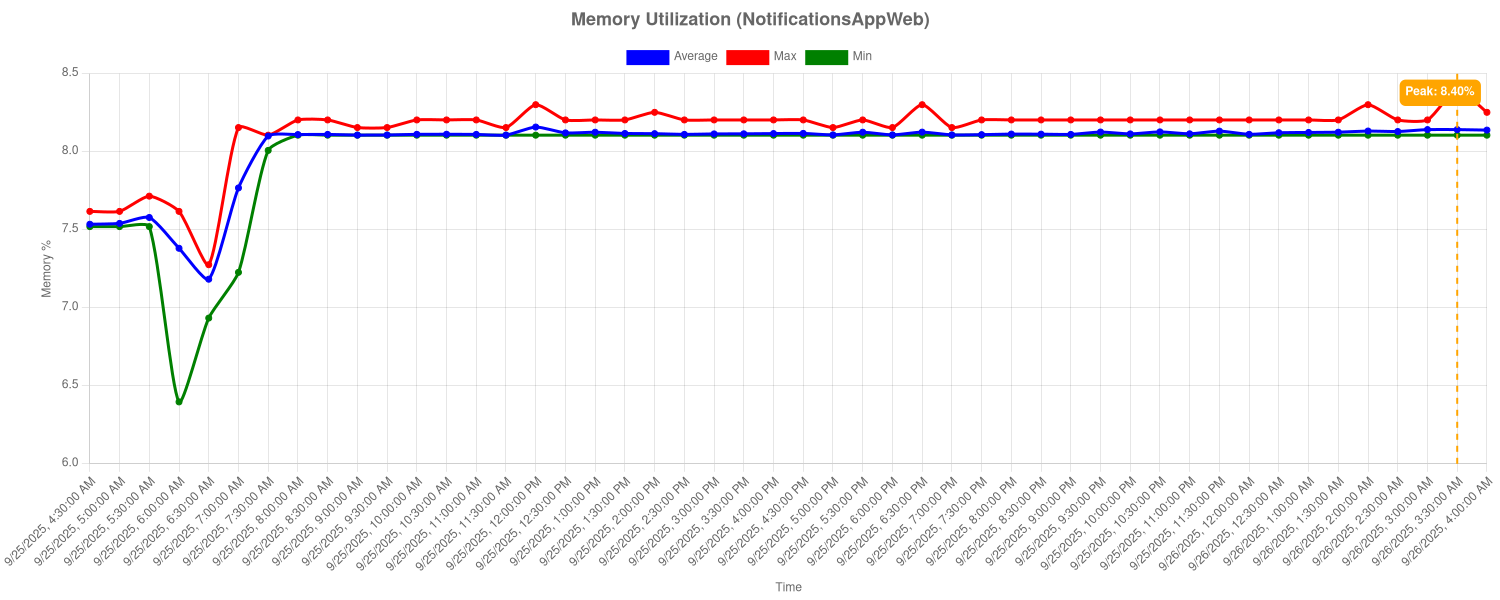 Memory Utilization (NotificationsAppWeb)
Average Max Min
Peak: 8.40%
8.5
8.0
7.5
7.0
6.5
6.0
Memory %
9/25/2025, 4:30:00 AM
9/25/2025, 5:00:00 AM
9/25/2025, 5:30:00 AM
9/25/2025, 6:00:00 AM
9/25/2025, 6:30:00 AM
9/25/2025, 7:00:00 AM
9/25/2025, 7:30:00 AM
9/25/2025, 8:00:00 AM
9/25/2025, 8:30:00 AM
9/25/2025, 9:00:00 AM
9/25/2025, 9:30:00 AM
9/25/2025, 10:00:00 AM
9/25/2025, 10:30:00 AM
9/25/2025, 11:00:00 AM
9/25/2025, 11:30:00 AM
9/25/2025, 12:00:00 PM
9/25/2025, 12:30:00 PM
9/25/2025, 1:00:00 PM
9/25/2025, 1:30:00 PM
9/25/2025, 2:00:00 PM
9/25/2025, 2:30:00 PM
9/25/2025, 3:00:00 PM
9/25/2025, 3:30:00 PM
9/25/2025, 4:00:00 PM
9/25/2025, 4:30:00 PM
9/25/2025, 5:00:00 PM
9/25/2025, 5:30:00 PM
9/25/2025, 6:00:00 PM
9/25/2025, 6:30:00 PM
9/25/2025, 7:00:00 PM
9/25/2025, 7:30:00 PM
9/25/2025, 8:00:00 PM
9/25/2025, 8:30:00 PM
9/25/2025, 9:00:00 PM
9/25/2025, 9:30:00 PM
9/25/2025, 10:00:00 PM
9/25/2025, 10:30:00 PM
9/25/2025, 11:00:00 PM
9/25/2025, 11:30:00 PM
9/26/2025, 12:00:00 AM
9/26/2025, 12:30:00 AM
9/26/2025, 1:00:00 AM
9/26/2025, 1:30:00 AM
9/26/2025, 2:00:00 AM
9/26/2025, 2:30:00 AM
9/26/2025, 3:00:00 AM
9/26/2025, 3:30:00 AM
9/26/2025, 4:00:00 AM
Time